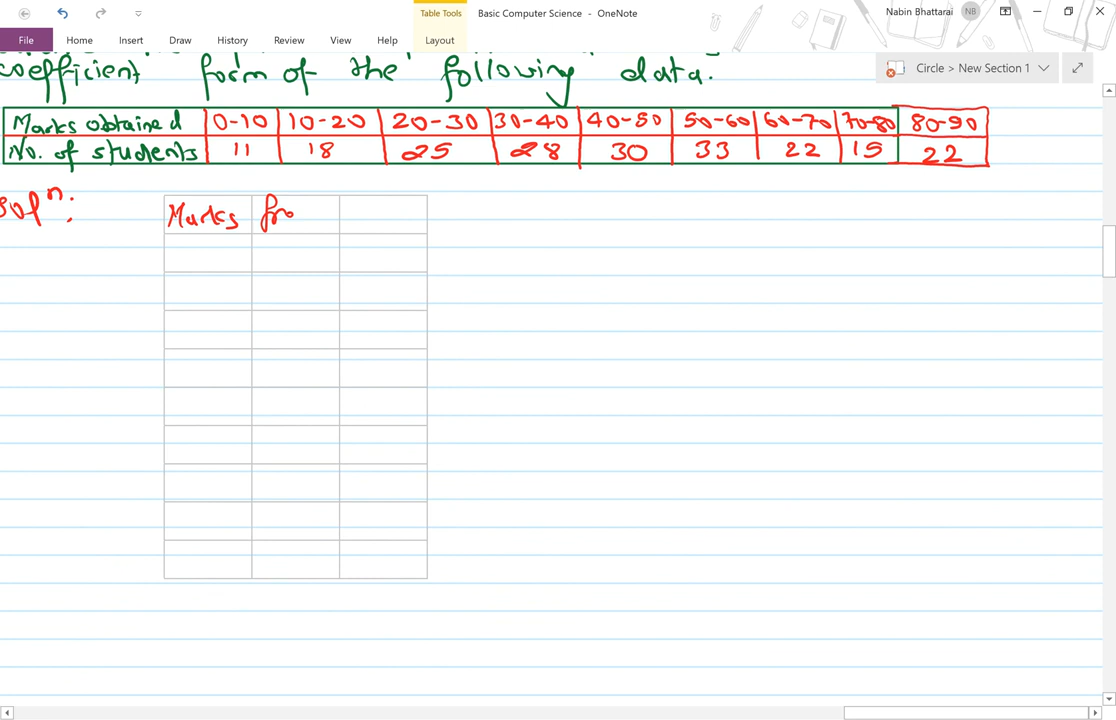 Table Tools
Basic Computer Science - OneNote
Nabin Bhattarai NB
File Home Insert Draw History Review View Help Layout
coefficient form of the following data.
Circle > New Section 1
Marks obtained 0-10 10-20 20-30 30-40 40-50 50-60 60-70 70-80 80-90
No. of students 11 18 25 28 30 33 22 15 22
Solⁿ:
Marks fre